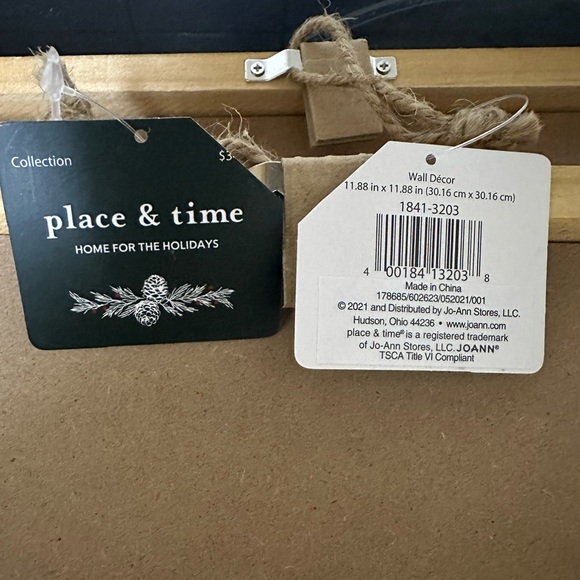 Collection
$3
place & time
HOME FOR THE HOLIDAYS
Wall Décor
11.88 in x 11.88 in (30.16 cm x 30.16 cm)
1841-3203
4 00184 13203 8
Made in China
178685/602623/052021/001
© 2021 and Distributed by Jo-Ann Stores, LLC.
Hudson, Ohio 44236 • www.joann.com
place & time® is a registered trademark
of Jo-Ann Stores, LLC. JOANN®
TSCA Title VI Compliant